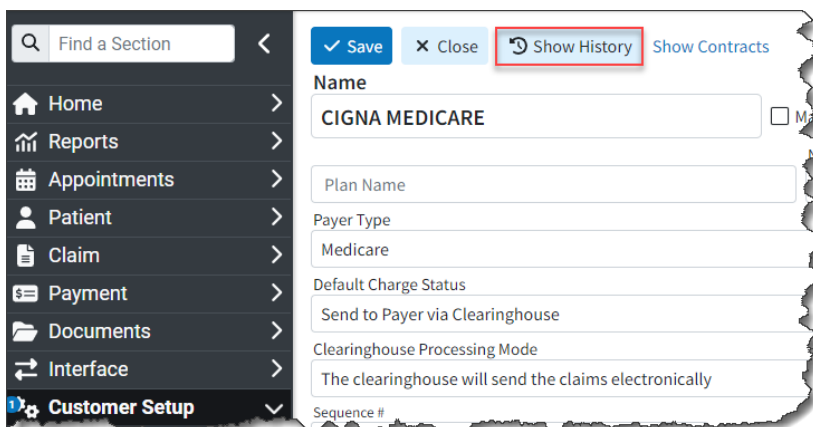 Find a Section
Save Close Show History Show Contracts
Name
CIGNA MEDICARE
Home
Reports
Appointments
Plan Name
Patient
Payer Type
Claim
Medicare
Payment
Default Charge Status
Send to Payer via Clearinghouse
Documents
Clearinghouse Processing Mode
Interface
The clearinghouse will send the claims electronically
1
Customer Setup
Sequence #